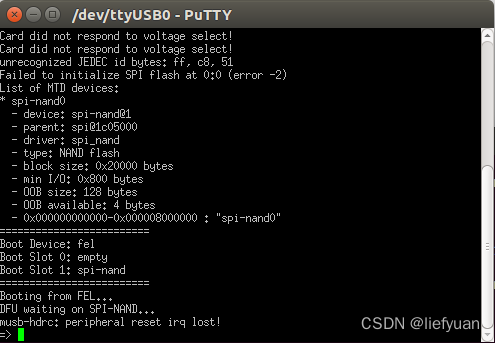 /dev/ttyUSB0 - PuTTY
Card did not respond to voltage select!
Card did not respond to voltage select!
unrecognized JEDEC id bytes: ff, c8, 51
Failed to initialize SPI flash at 0:0 (error -2)
List of MTD devices:
* spi-nand0
  - device: spi-nand@1
  - parent: spi@1c05000
  - driver: spi_nand
  - type: NAND flash
  - block size: 0x20000 bytes
  - min I/O: 0x800 bytes
  - OOB size: 128 bytes
  - OOB available: 4 bytes
  - 0x000000000000-0x000008000000 : "spi-nand0"
=========================
Boot Device: fel
Boot Slot 0: empty
Boot Slot 1: spi-nand
=========================
Booting from FEL...
DFU waiting on SPI-NAND...
musb-hdrc: peripheral reset irq lost!
=>
CSDN @liefyuan